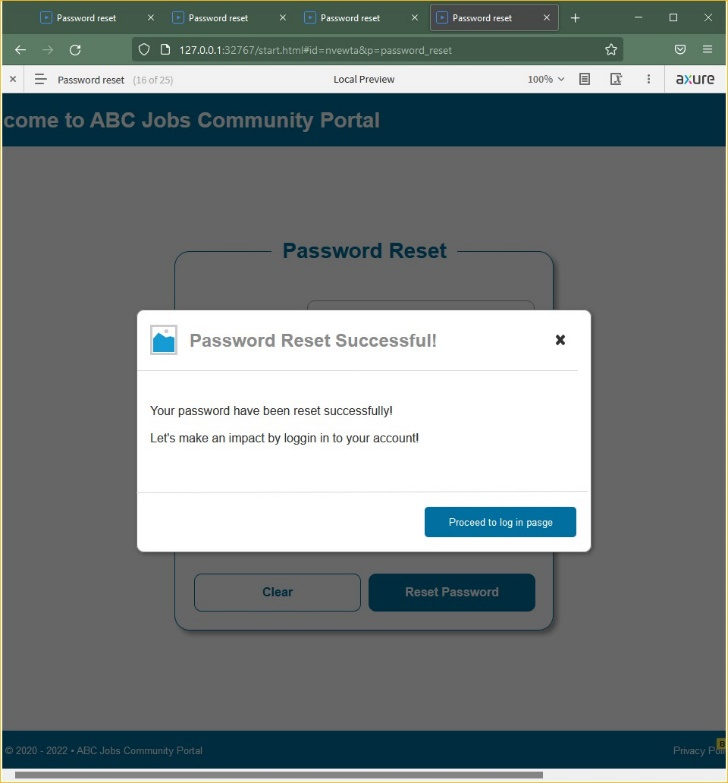 Password reset
Password reset
Password reset
Password reset
127.0.0.1:32767/start.html#id=nvewta&p=password_reset
Password reset (16 of 25)
Local Preview
100%
axure
come to ABC Jobs Community Portal
Password Reset
Password Reset Successful!
Your password have been reset successfully!
Let's make an impact by loggin in to your account!
Proceed to log in pasge
Clear
Reset Password
© 2020 - 2022 • ABC Jobs Community Portal
Privacy